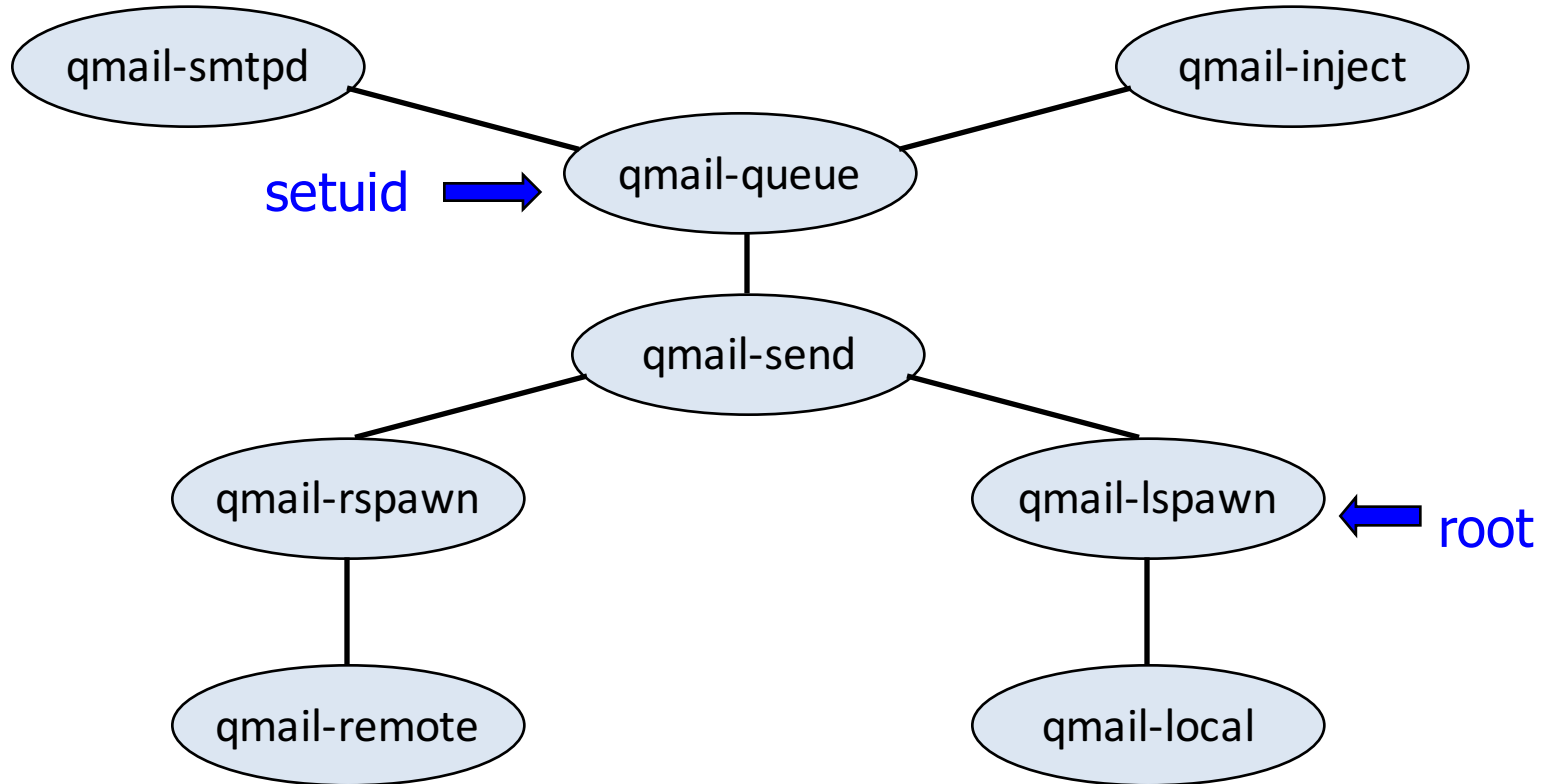 qmail-smtpd
qmail-inject
qmail-queue
setuid
qmail-send
qmail-rspawn
qmail-lspawn
root
qmail-remote
qmail-local